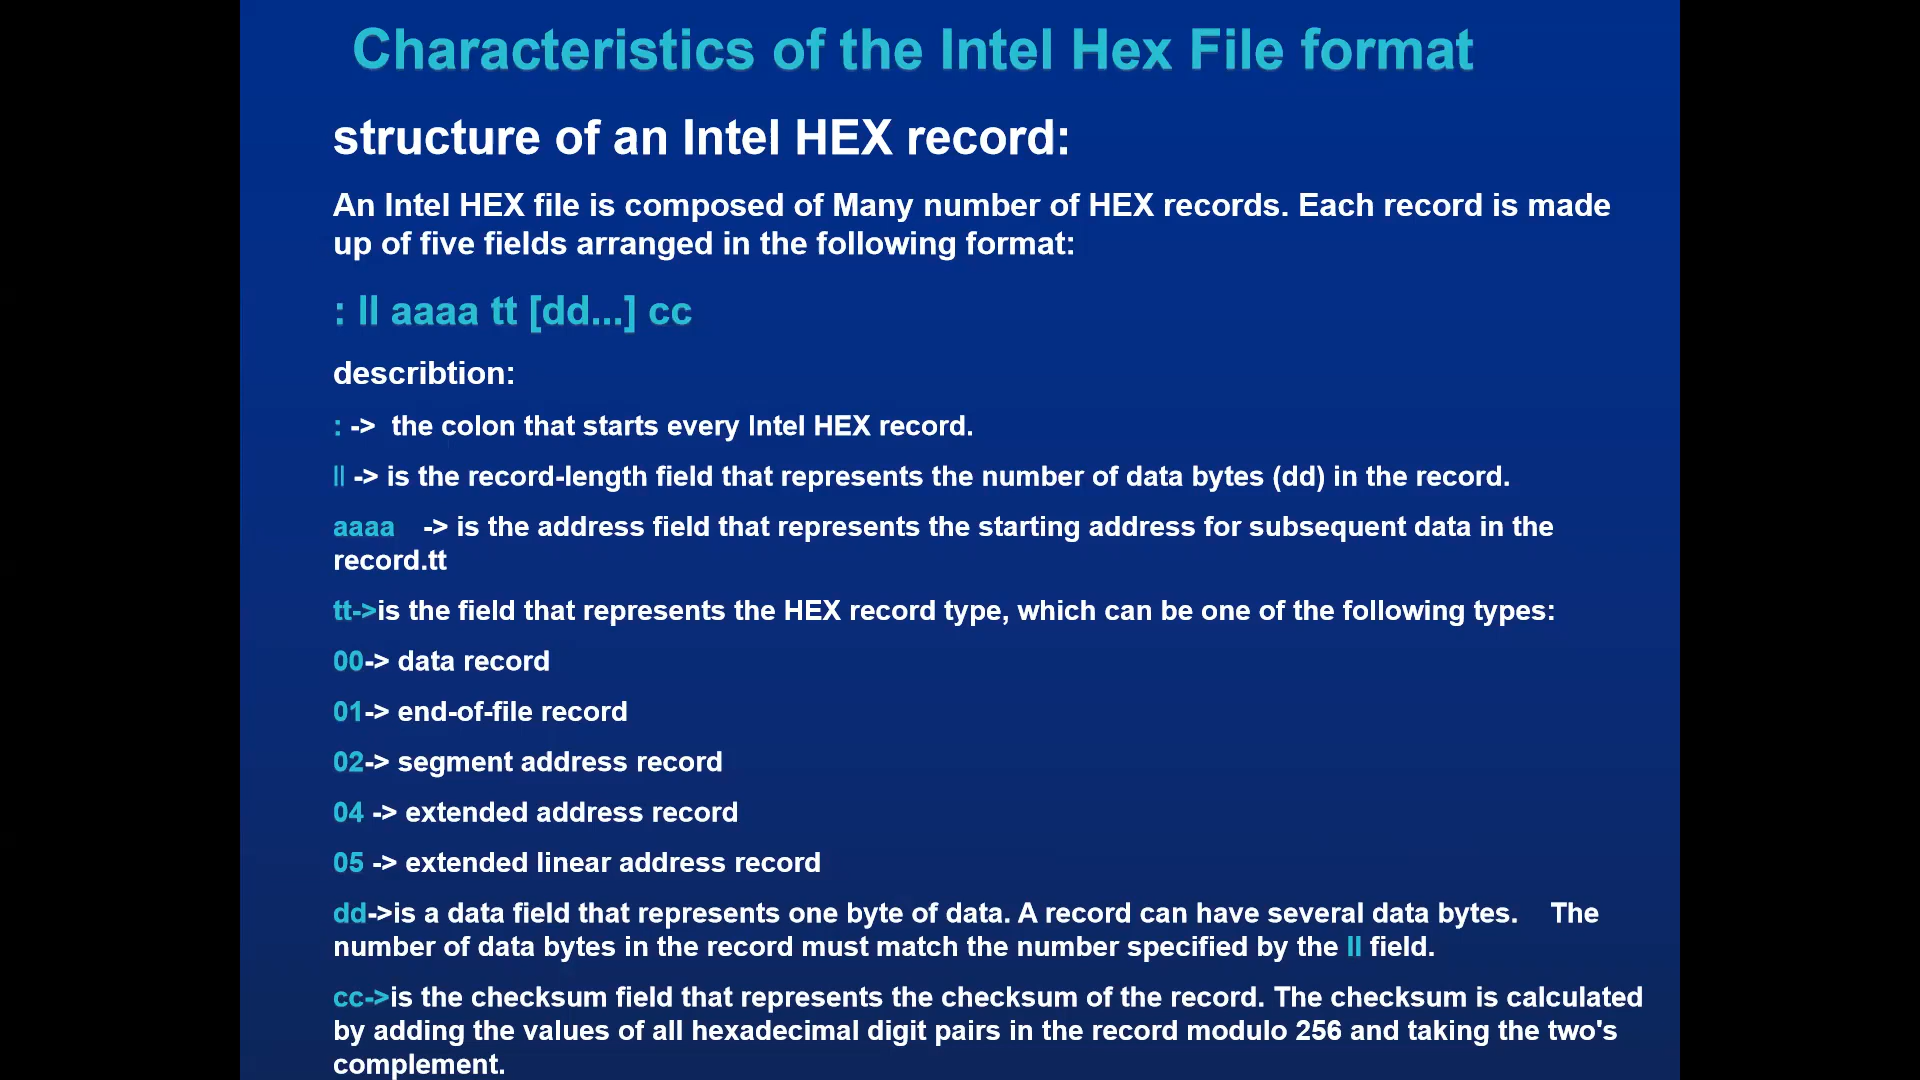 Characteristics of the Intel Hex File format
structure of an Intel HEX record:
An Intel HEX file is composed of Many number of HEX records. Each record is made
up of five fields arranged in the following format:
: ll aaaa tt [dd...] cc
describtion:
: -> the colon that starts every Intel HEX record.
ll -> is the record-length field that represents the number of data bytes (dd) in the record.
aaaa -> is the address field that represents the starting address for subsequent data in the
record.tt
tt->is the field that represents the HEX record type, which can be one of the following types:
00-> data record
01-> end-of-file record
02-> segment address record
04 -> extended address record
05 -> extended linear address record
dd->is a data field that represents one byte of data. A record can have several data bytes. The
number of data bytes in the record must match the number specified by the ll field.
cc->is the checksum field that represents the checksum of the record. The checksum is calculated
by adding the values of all hexadecimal digit pairs in the record modulo 256 and taking the two's
complement.